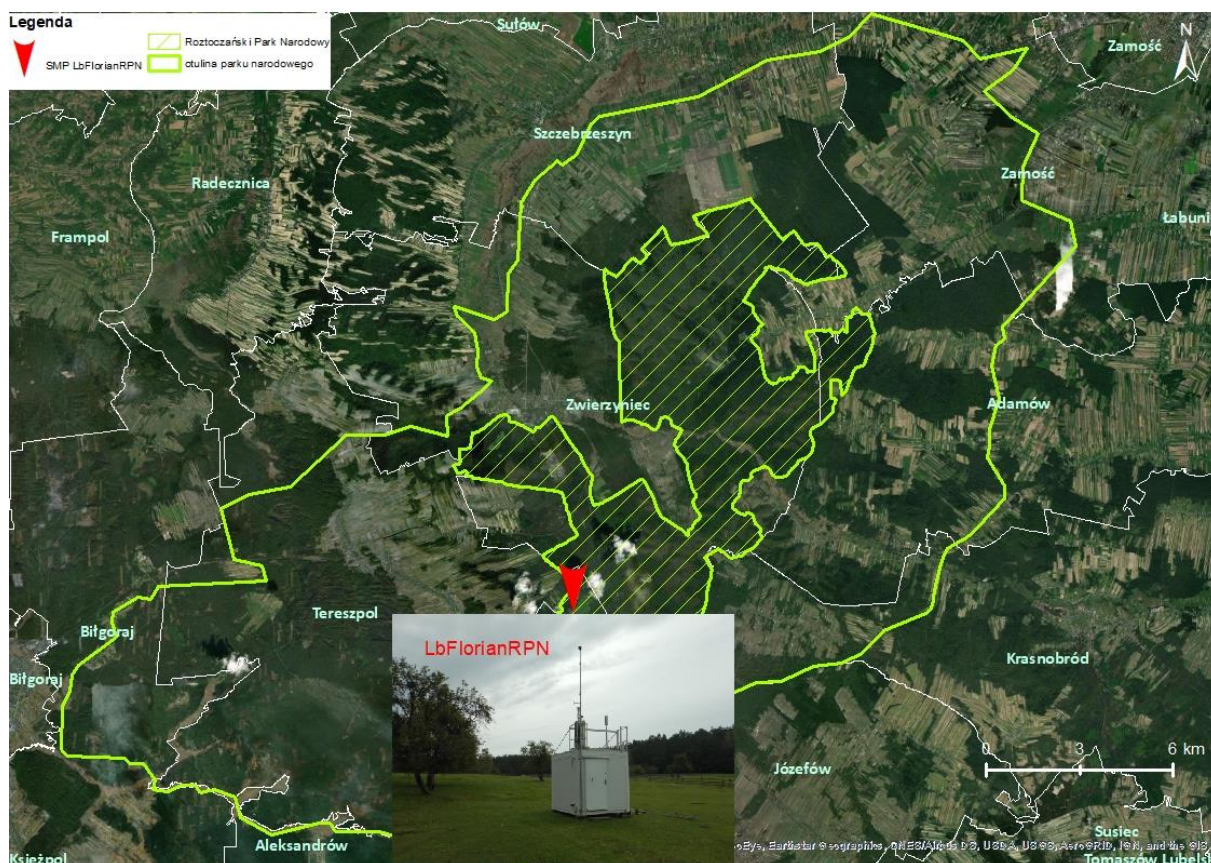 Legenda
SMP LbFlorianRPN
Roztoczański Park Narodowy
otulina parku narodowego
Sułów
Zamość
N
Szczebrzeszyn
Radecznica
Zamość
Łabuni
Frampol
Zwierzyniec
Adamów
Tereszpol
Biłgoraj
LbFlorianRPN
Krasnobród
Biłgoraj
0 3 6 km
Józefów
Aleksandrów
Susiec
Księżpol
Tomaszów Lubels